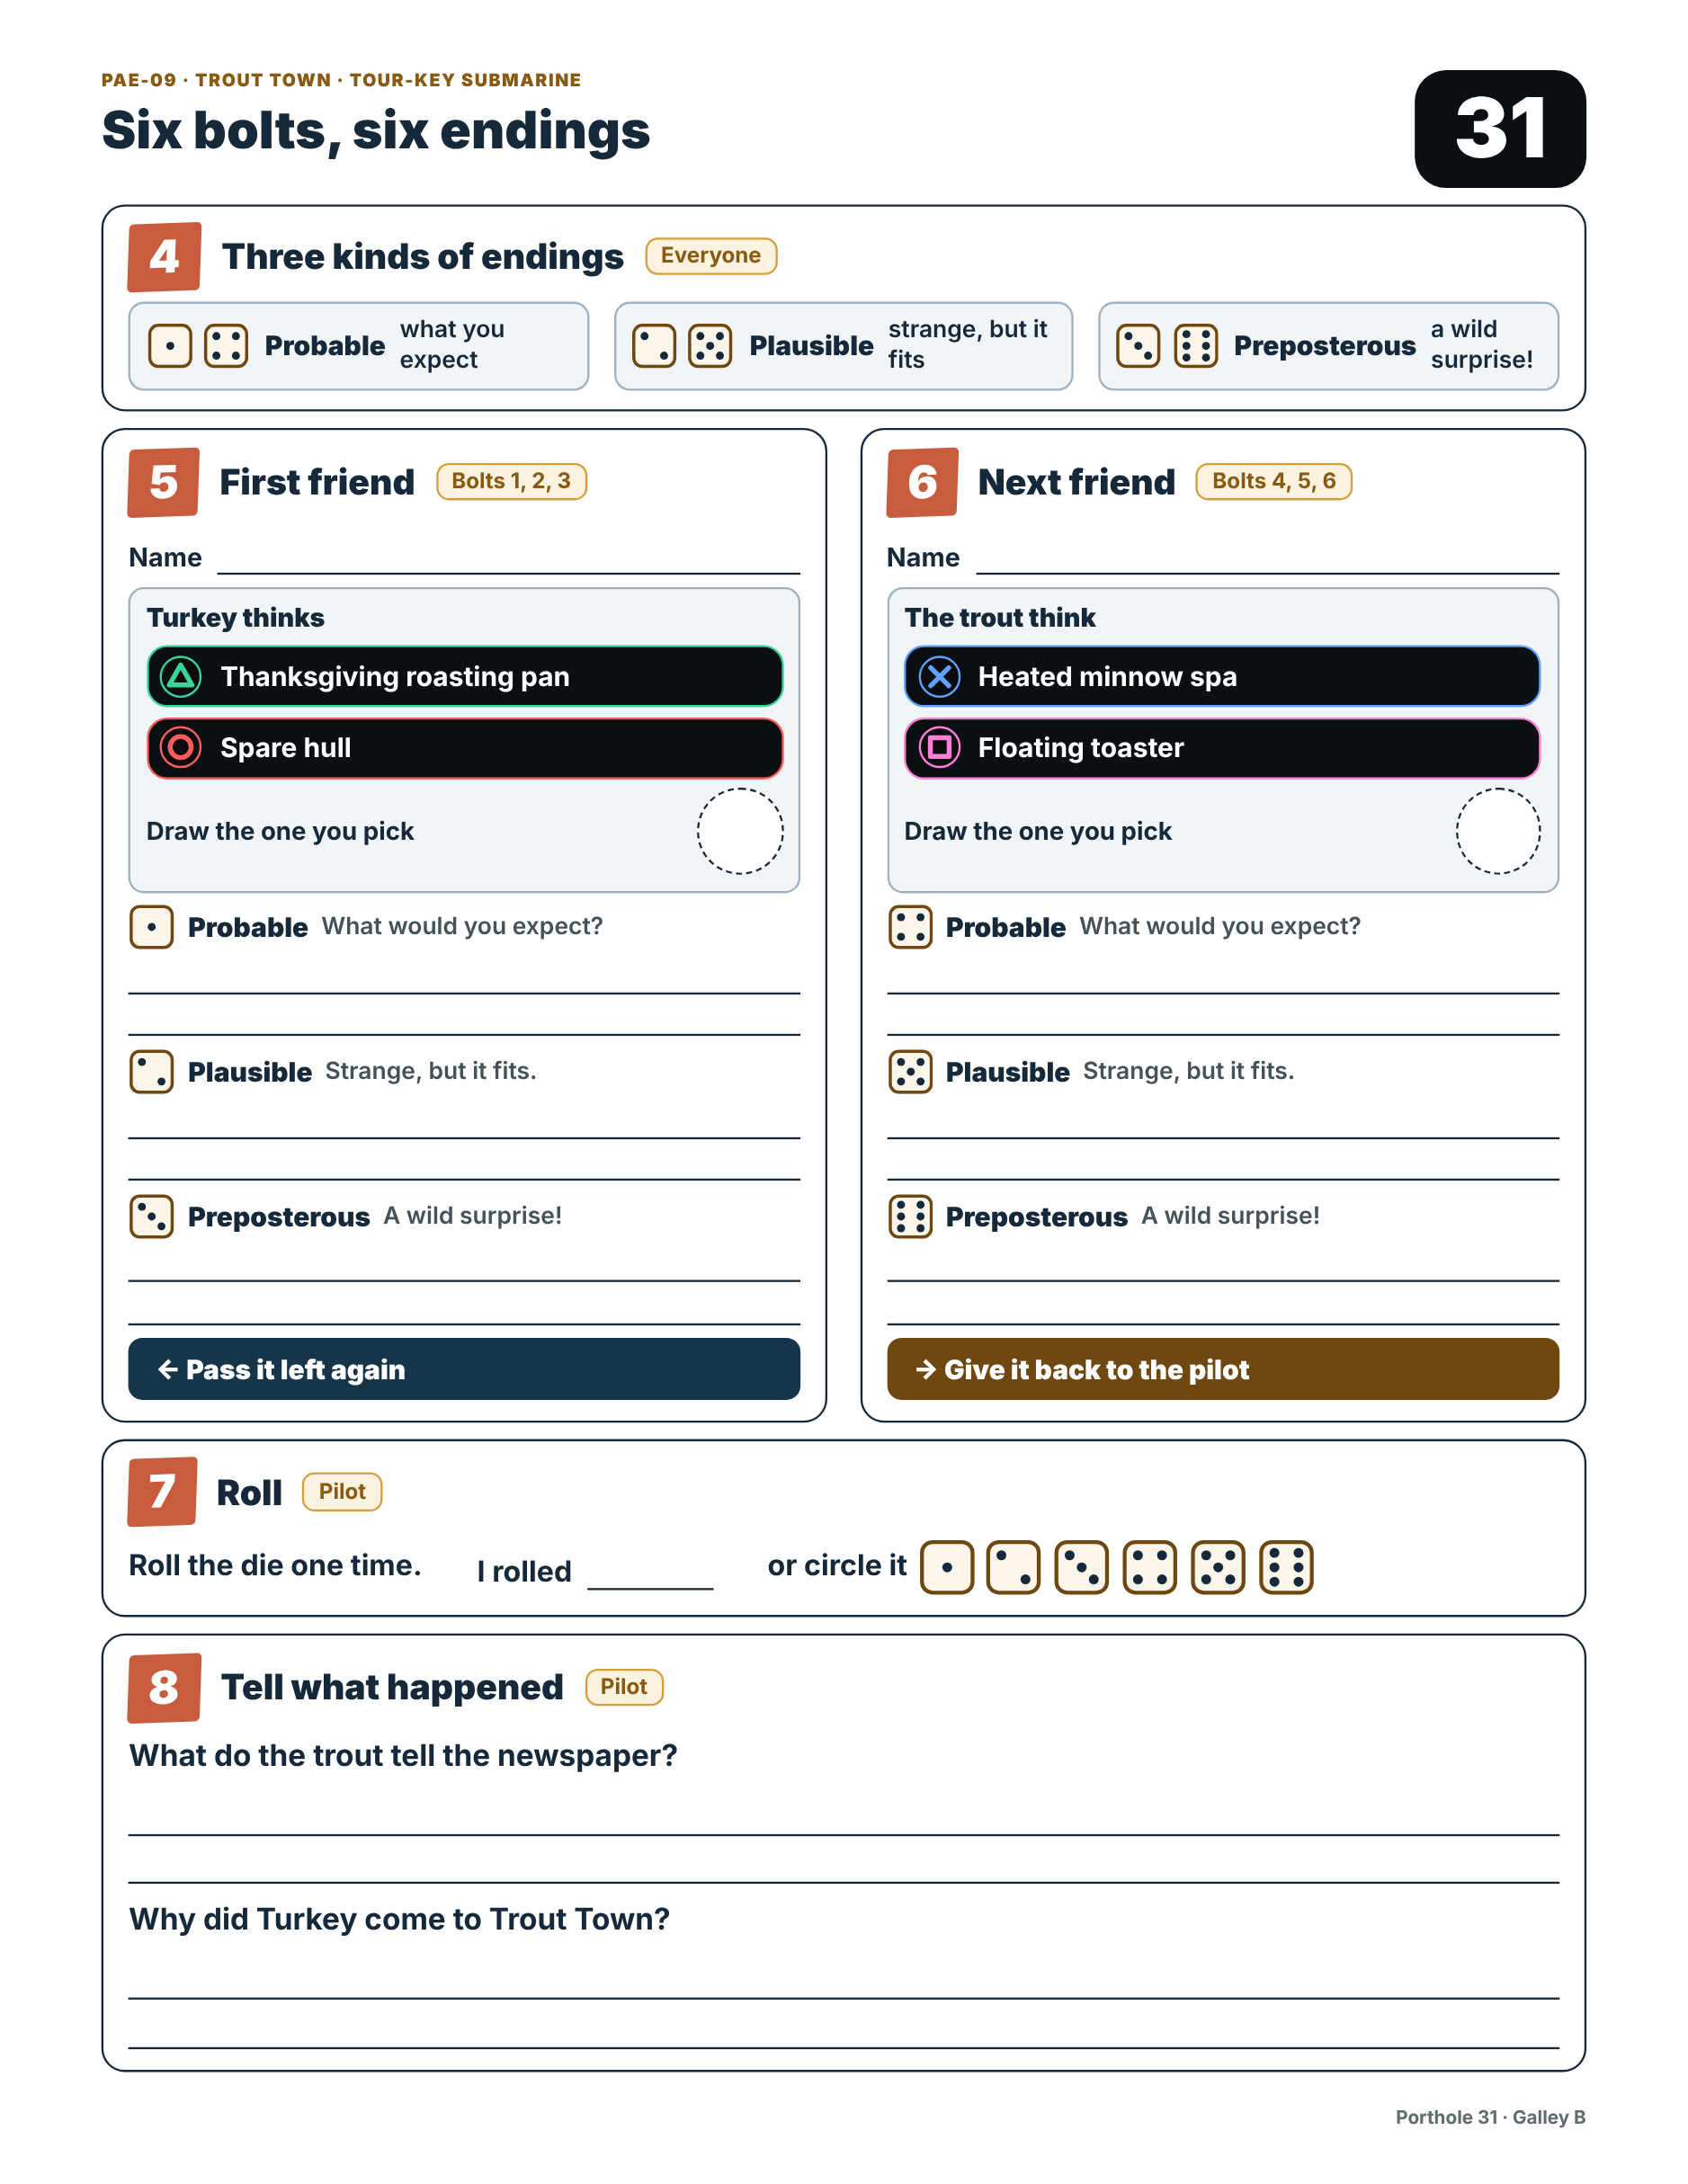 PAE-09 · TROUT TOWN · TOUR-KEY SUBMARINE
Six bolts, six endings
31
4 Three kinds of endings Everyone
Probable what you expect
Plausible strange, but it fits
Preposterous a wild surprise!
5 First friend Bolts 1, 2, 3
Name
Turkey thinks
Thanksgiving roasting pan
Spare hull
Draw the one you pick
Probable What would you expect?
Plausible Strange, but it fits.
Preposterous A wild surprise!
← Pass it left again
6 Next friend Bolts 4, 5, 6
Name
The trout think
Heated minnow spa
Floating toaster
Draw the one you pick
Probable What would you expect?
Plausible Strange, but it fits.
Preposterous A wild surprise!
→ Give it back to the pilot
7 Roll Pilot
Roll the die one time. I rolled or circle it
8 Tell what happened Pilot
What do the trout tell the newspaper?
Why did Turkey come to Trout Town?
Porthole 31 · Galley B